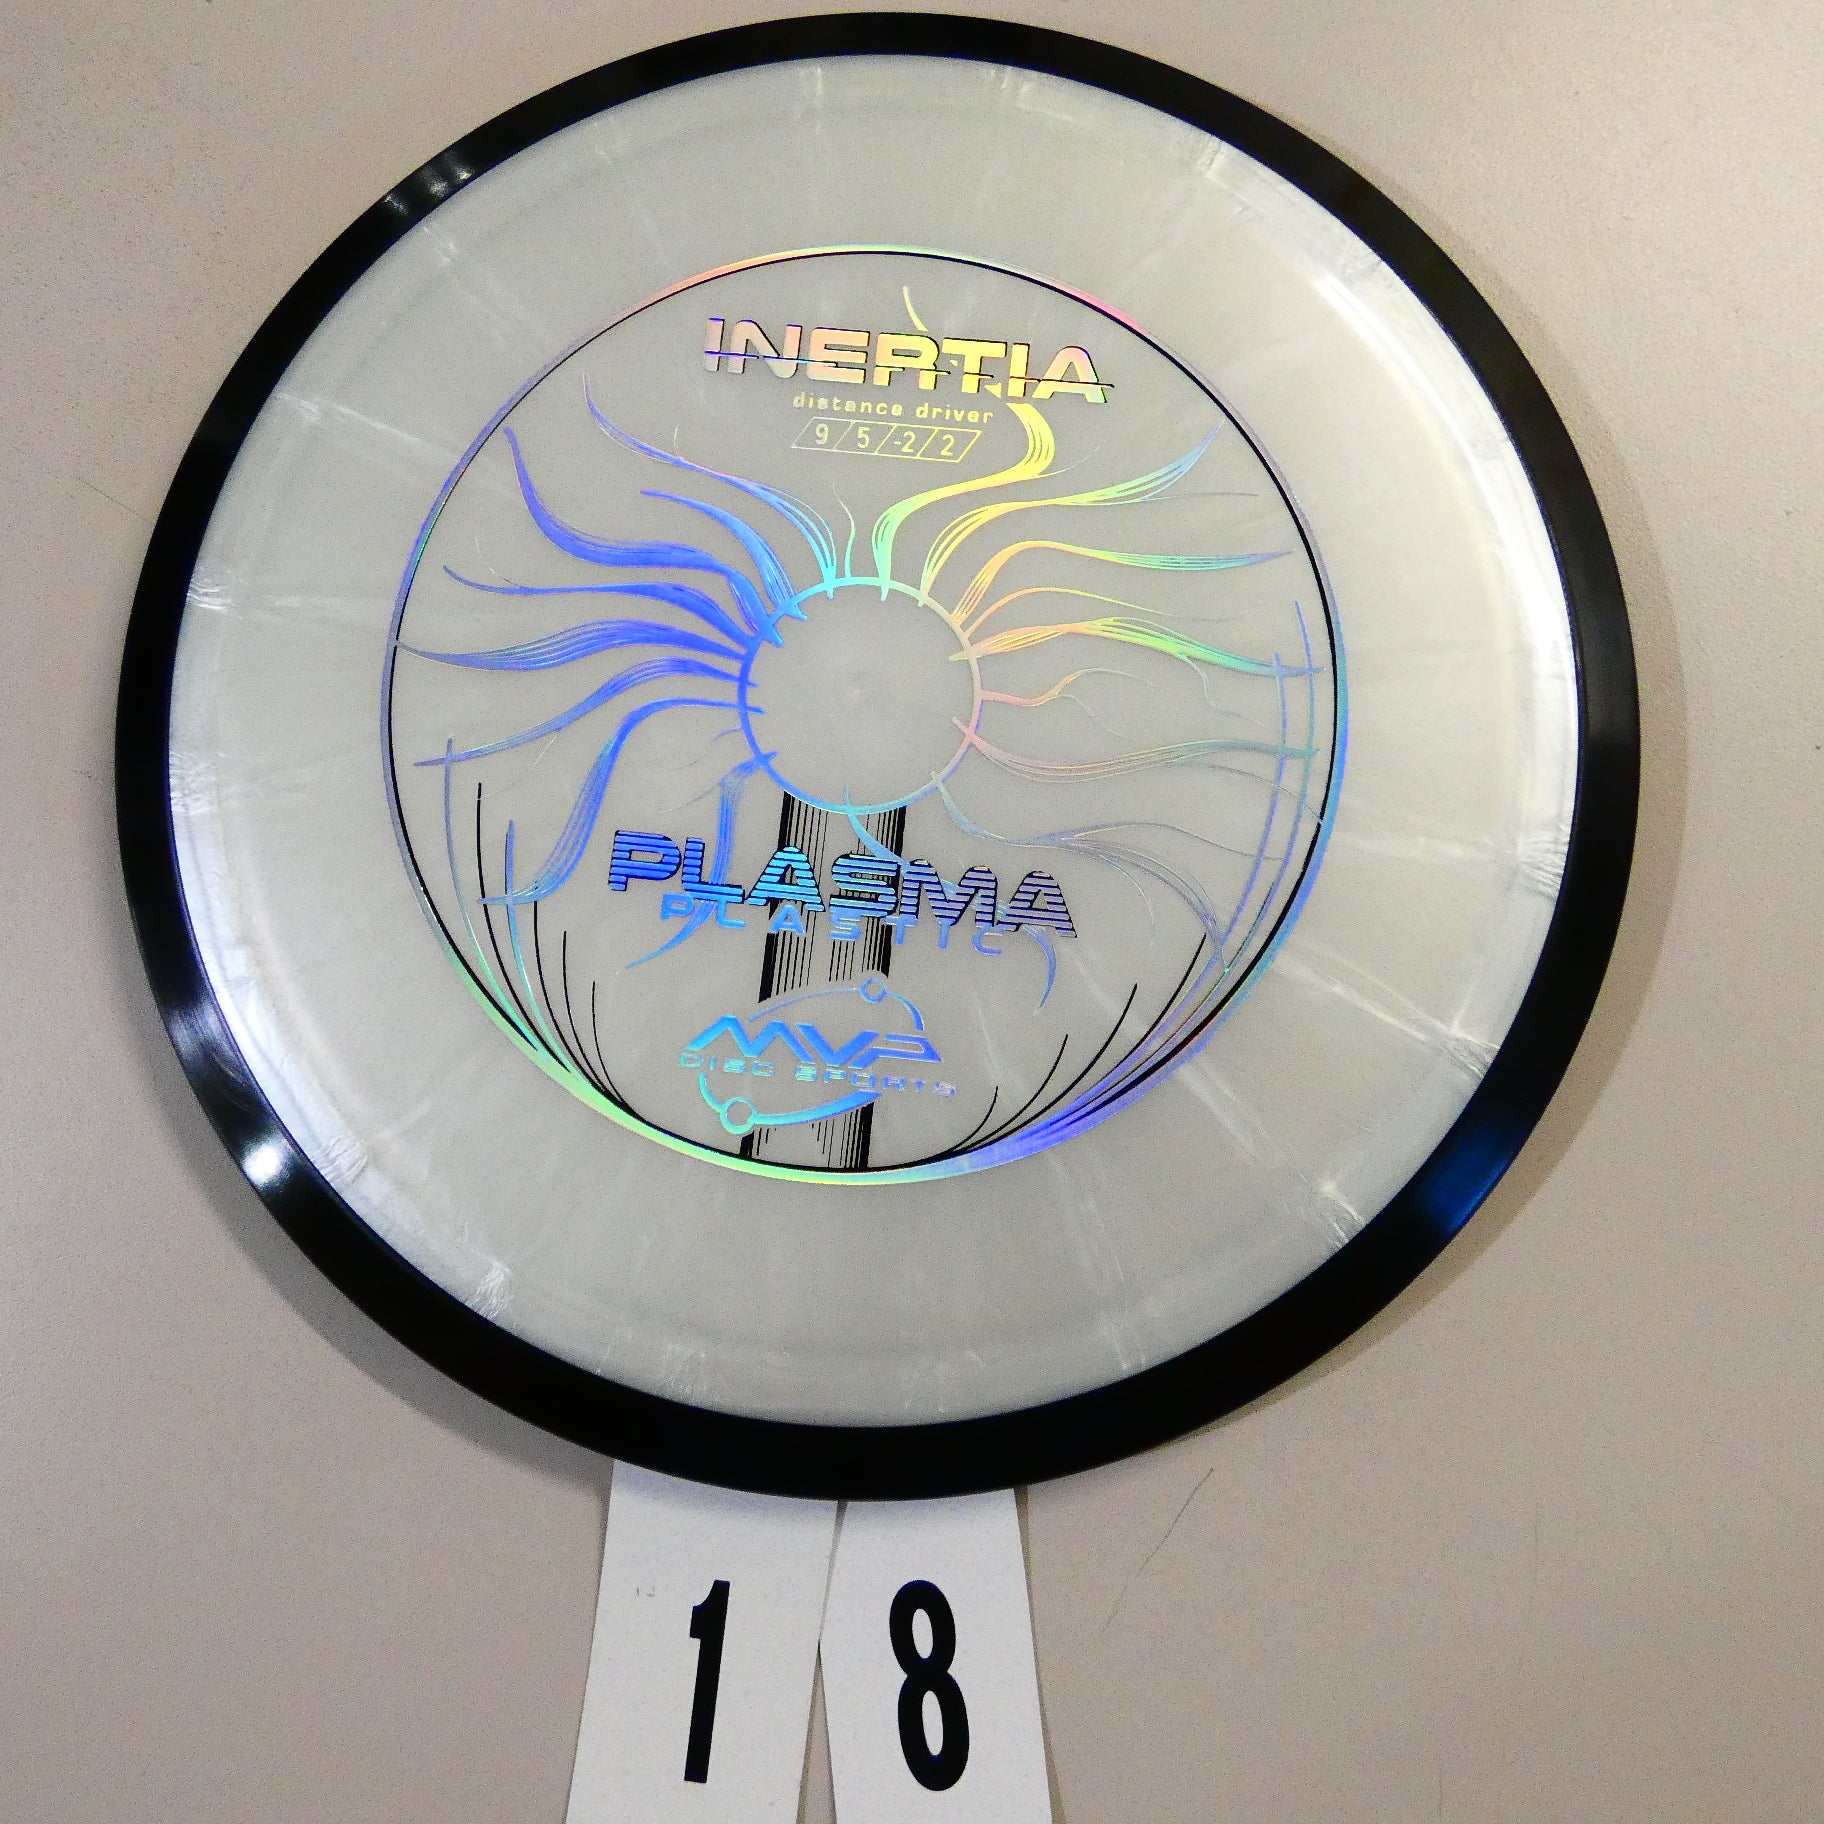 INERTIA
distance driver
9 5 -2 2
PLASMA
PLASTIC
MVP
DISC SPORTS
1 8